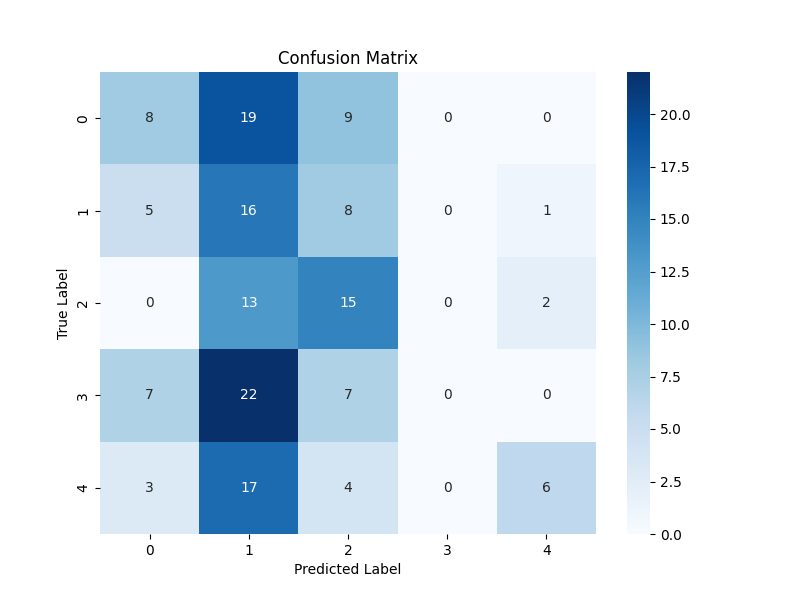 Confusion Matrix
0 8 19 9 0 0
1 5 16 8 0 1
2 0 13 15 0 2
3 7 22 7 0 0
4 3 17 4 0 6
0 1 2 3 4
True Label
Predicted Label
20.0
17.5
15.0
12.5
10.0
7.5
5.0
2.5
0.0